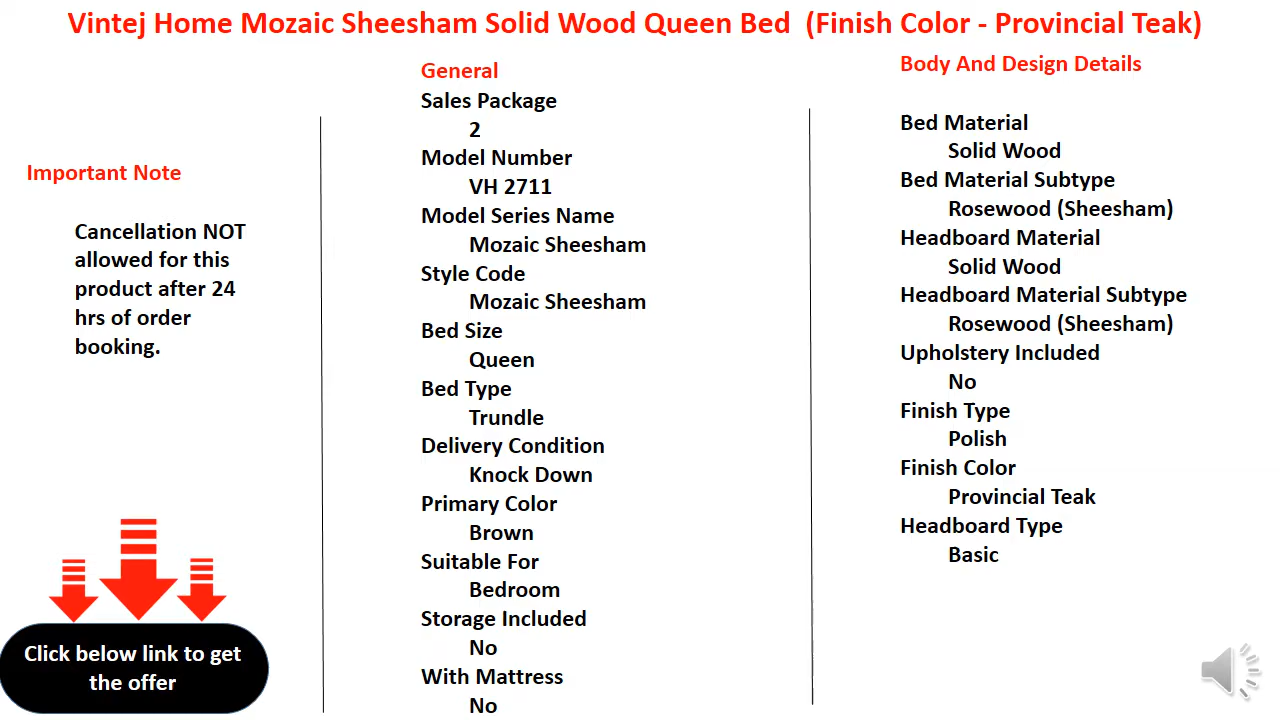 Vintej Home Mozaic Sheesham Solid Wood Queen Bed (Finish Color - Provincial Teak)
Important Note
Cancellation NOT
allowed for this
product after 24
hrs of order
booking.
Click below link to get
the offer
General
Sales Package
2
Model Number
VH 2711
Model Series Name
Mozaic Sheesham
Style Code
Mozaic Sheesham
Bed Size
Queen
Bed Type
Trundle
Delivery Condition
Knock Down
Primary Color
Brown
Suitable For
Bedroom
Storage Included
No
With Mattress
No
Body And Design Details
Bed Material
Solid Wood
Bed Material Subtype
Rosewood (Sheesham)
Headboard Material
Solid Wood
Headboard Material Subtype
Rosewood (Sheesham)
Upholstery Included
No
Finish Type
Polish
Finish Color
Provincial Teak
Headboard Type
Basic